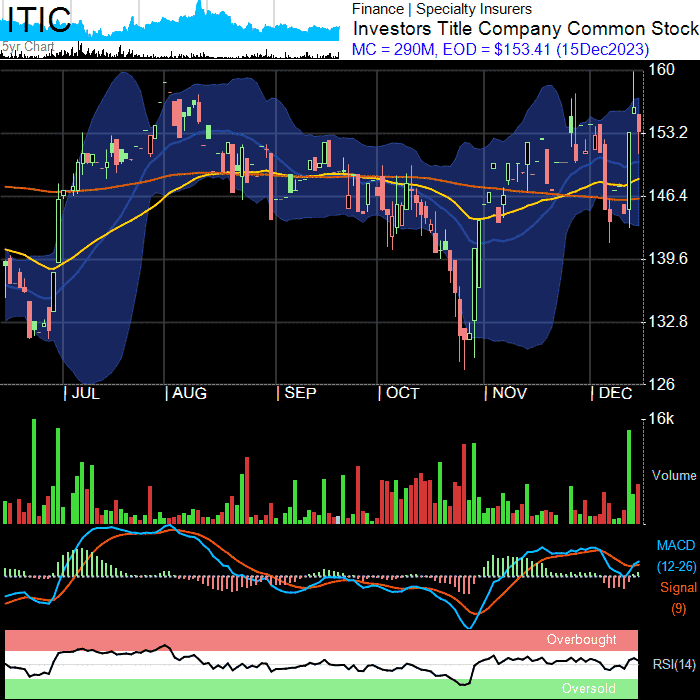 ITIC
5yr Chart
Finance | Specialty Insurers
Investors Title Company Common Stock
MC = 290M, EOD = $153.41 (15Dec2023)
160
153.2
146.4
139.6
132.8
126
| JUL | AUG | SEP | OCT | NOV | DEC
16k
Volume
MACD
(12-26)
Signal
(9)
Overbought
RSI(14)
Oversold